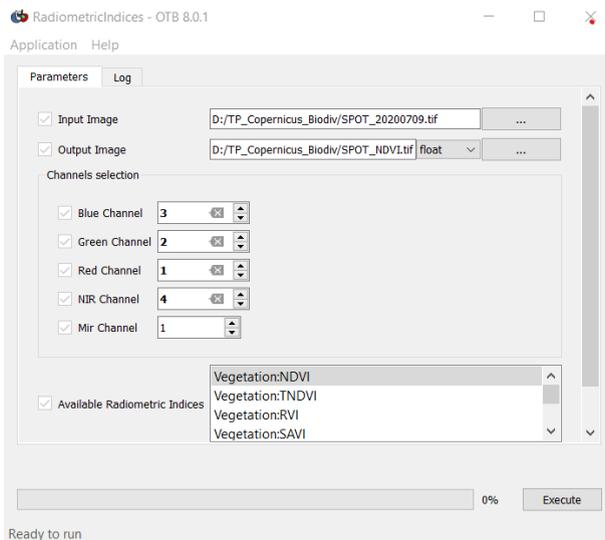 RadiometricIndices - OTB 8.0.1
Application Help
Parameters Log
Input Image D:/TP_Copernicus_Biodiv/SPOT_20200709.tif ...
Output Image D:/TP_Copernicus_Biodiv/SPOT_NDVI.tif float ...
Channels selection
Blue Channel 3
Green Channel 2
Red Channel 1
NIR Channel 4
Mir Channel 1
Available Radiometric Indices
Vegetation:NDVI
Vegetation:TNDVI
Vegetation:RVI
Vegetation:SAVI
0% Execute
Ready to run